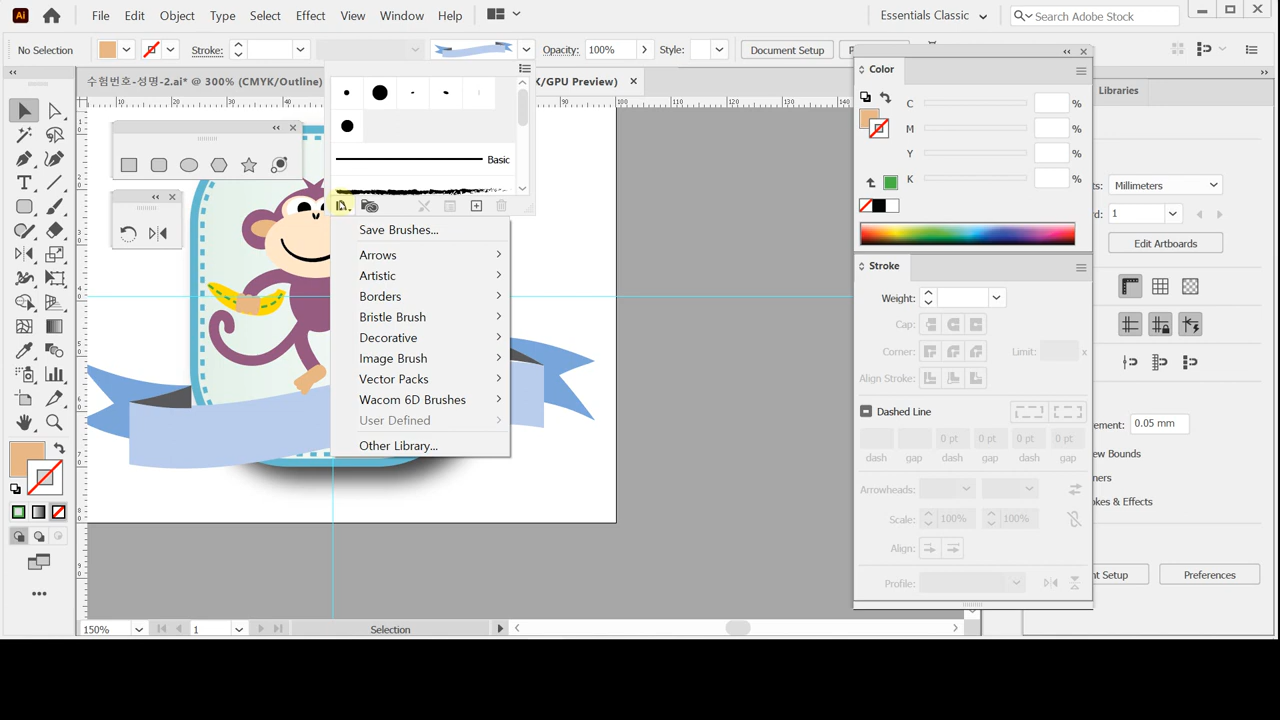 Ai File Edit Object Type Select Effect View Window Help Essentials Classic Search Adobe Stock
No Selection Stroke: Opacity: 100% Style: Document Setup
수험번호-성명-2.ai* @ 300% (CMYK/Outline) K/GPU Preview)
Color Libraries
C %
M %
Y %
K %
Basic
Save Brushes...
Arrows
Artistic
Borders
Bristle Brush
Decorative
Image Brush
Vector Packs
Wacom 6D Brushes
User Defined
Other Library...
Millimeters
1
Edit Artboards
Stroke
Weight:
Cap:
Corner: Limit: x
Align Stroke:
Dashed Line
0 pt 0 pt 0 pt
dash gap dash gap dash gap
Arrowheads:
Scale: 100% 100%
Align:
Profile:
0.05 mm
Preferences
150% 1 Selection